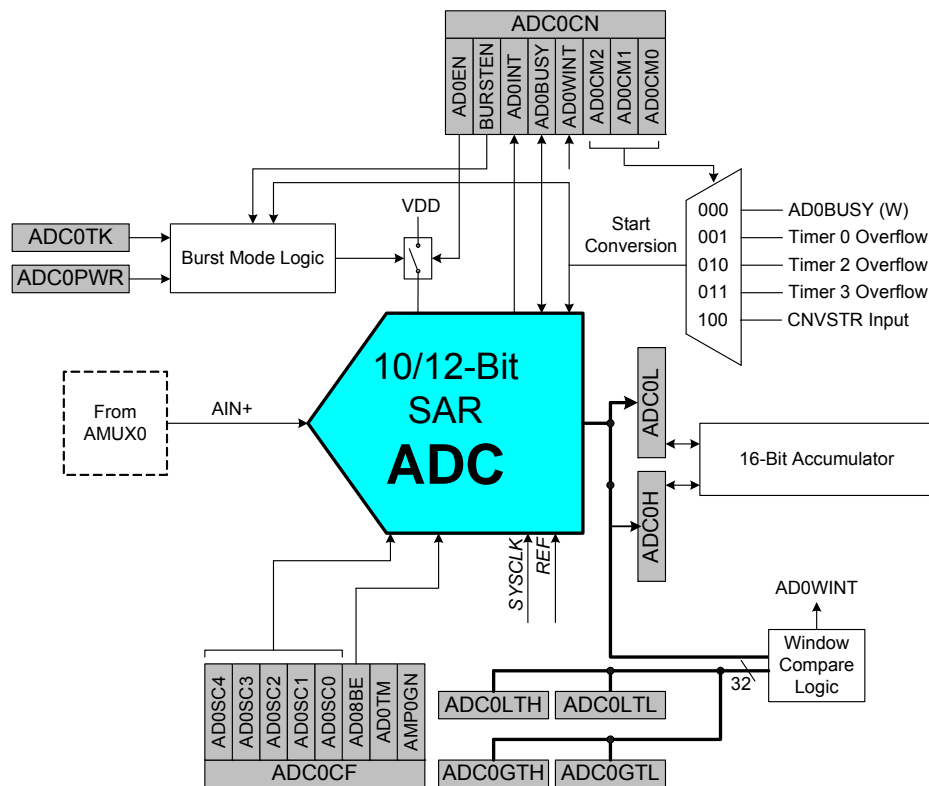 ADC0CN
AD0EN
BURSTEN
AD0INT
AD0BUSY
AD0WINT
AD0CM2
AD0CM1
AD0CM0
VDD
Start
Conversion
000
AD0BUSY (W)
001
Timer 0 Overflow
010
Timer 2 Overflow
011
Timer 3 Overflow
100
CNVSTR Input
ADC0TK
ADC0PWR
Burst Mode Logic
From
AMUX0
AIN+
10/12-Bit
SAR
ADC
ADC0L
ADC0H
16-Bit Accumulator
SYSCLK
REF
AD0WINT
Window
Compare
Logic
32
AD0SC4
AD0SC3
AD0SC2
AD0SC1
AD0SC0
AD08BE
AD0TM
AMP0GN
ADC0CF
ADC0LTH
ADC0LTL
ADC0GTH
ADC0GTL